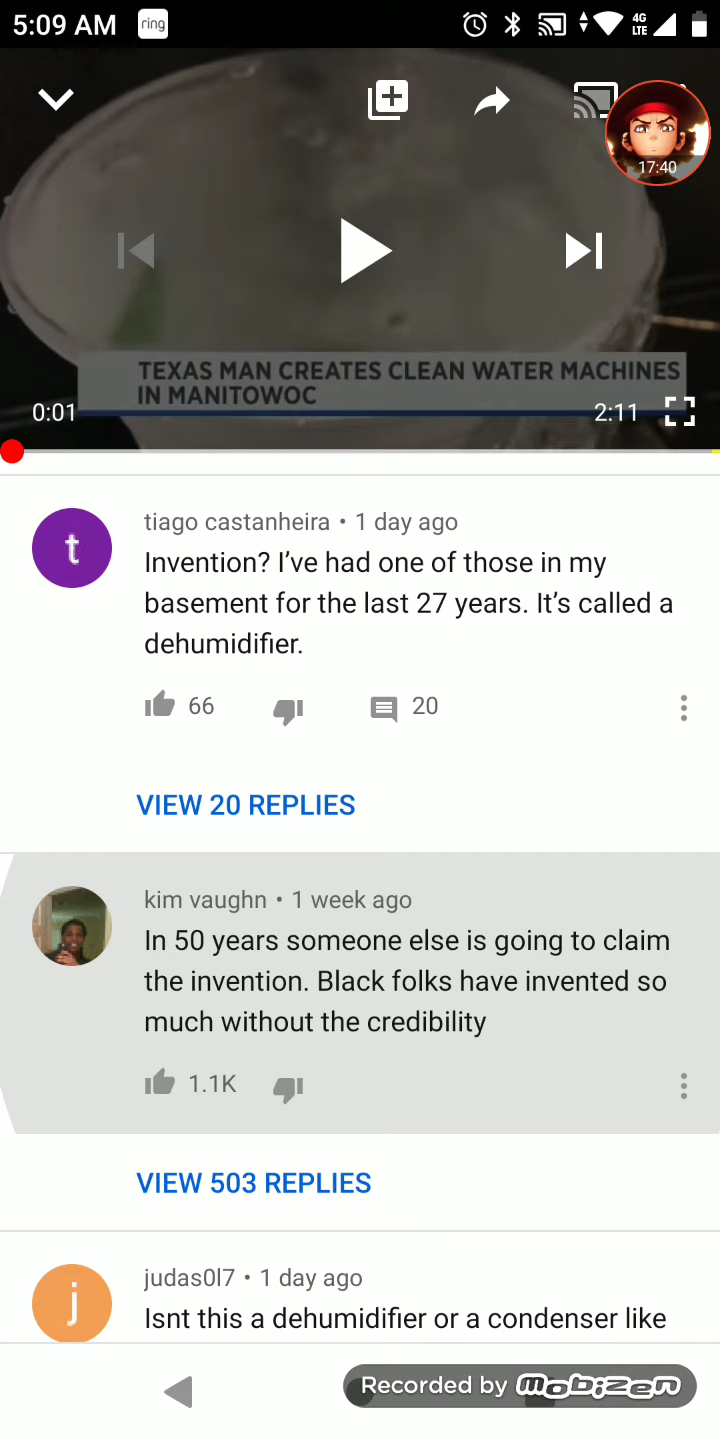 5:09 AM ring 4G LTE
17:40
TEXAS MAN CREATES CLEAN WATER MACHINES
IN MANITOWOC
0:01 2:11
t tiago castanheira • 1 day ago
Invention? I’ve had one of those in my
basement for the last 27 years. It’s called a
dehumidifier.
66 20
VIEW 20 REPLIES
kim vaughn • 1 week ago
In 50 years someone else is going to claim
the invention. Black folks have invented so
much without the credibility
1.1K
VIEW 503 REPLIES
j judas0l7 • 1 day ago
Isnt this a dehumidifier or a condenser like
Recorded by mobizen